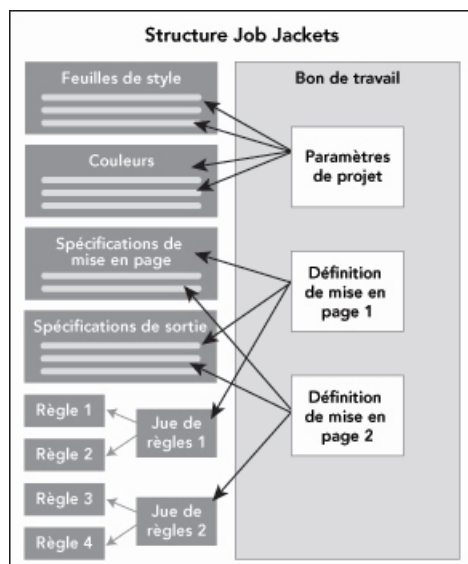 Structure Job Jackets
Feuilles de style
Couleurs
Spécifications de
mise en page
Spécifications de sortie
Règle 1
Règle 2
Jue de
règles 1
Règle 3
Règle 4
Jue de
règles 2
Bon de travail
Paramètres
de projet
Définition
de mise en
page 1
Définition
de mise en
page 2